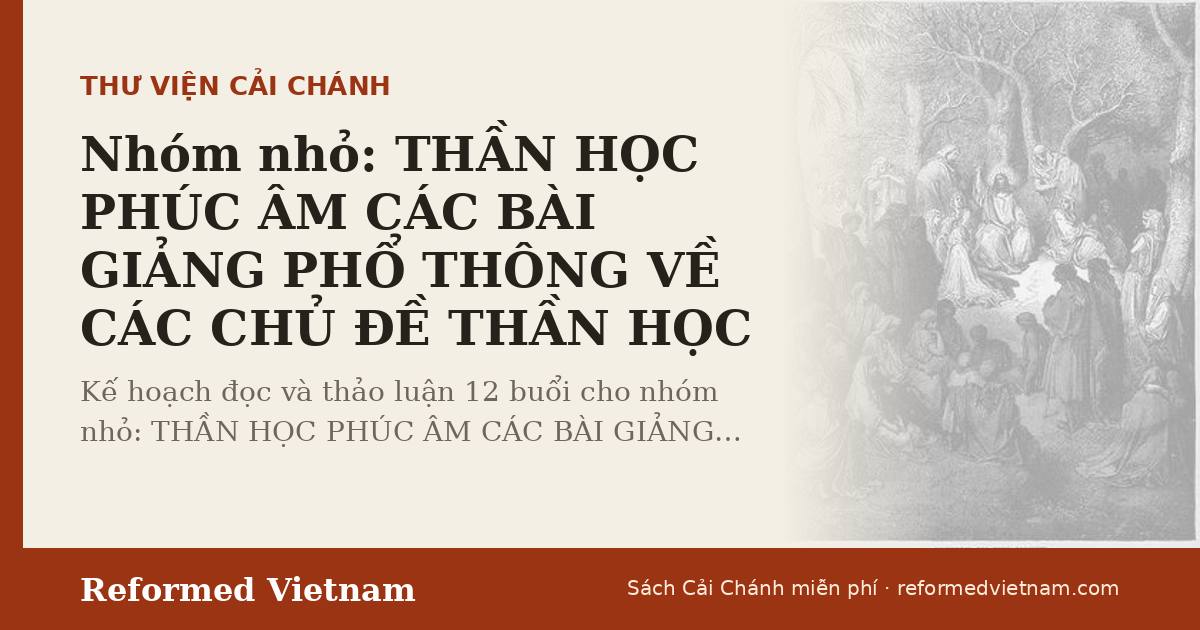 THƯ VIỆN CẢI CHÁNH
Nhóm nhỏ: THẦN HỌC
PHÚC ÂM CÁC BÀI
GIẢNG PHỔ THÔNG VỀ
CÁC CHỦ ĐỀ THẦN HỌC
Kế hoạch đọc và thảo luận 12 buổi cho nhóm
nhỏ: THẦN HỌC PHÚC ÂM CÁC BÀI GIẢNG...
Reformed Vietnam
Sách Cải Chánh miễn phí · reformedvietnam.com